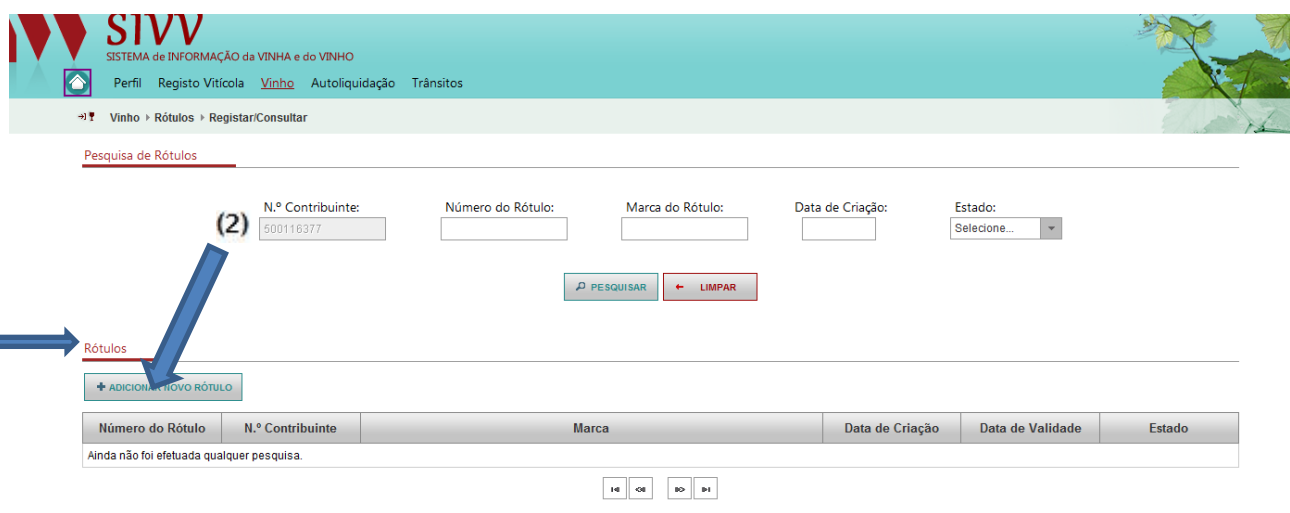 SIVV
SISTEMA de INFORMAÇÃO da VINHA e do VINHO
Perfil Registo Vitícola Vinho Autoliquidação Trânsitos
Vinho Rótulos Registar/Consultar
Pesquisa de Rótulos
N.º Contribuinte: Número do Rótulo: Marca do Rótulo: Data de Criação: Estado:
(2) 500116377 Selecione...
PESQUISAR LIMPAR
Rótulos
ADICIONAR NOVO RÓTULO
Número do Rótulo N.º Contribuinte Marca Data de Criação Data de Validade Estado
Ainda não foi efetuada qualquer pesquisa.